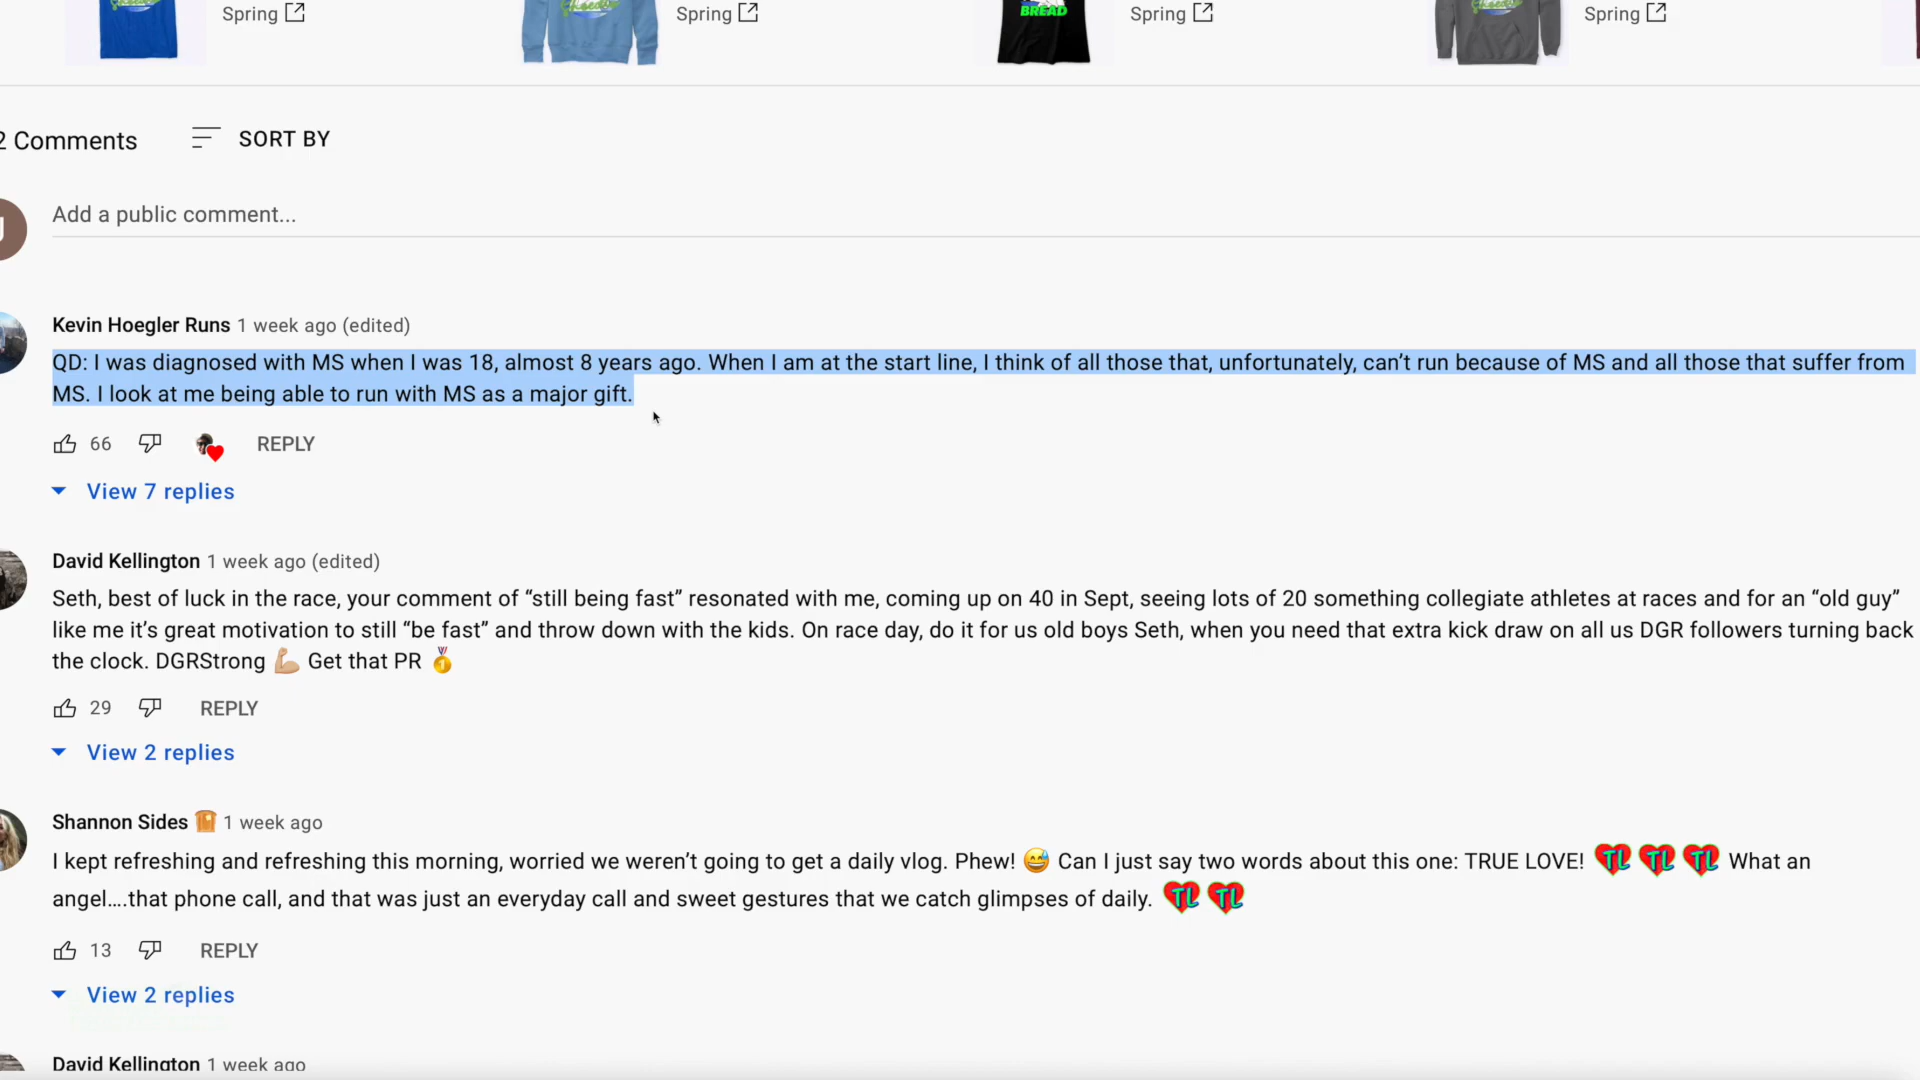 Spring
Spring
BREAD
Spring
Spring
2 Comments
SORT BY
Add a public comment...
Kevin Hoegler Runs 1 week ago (edited)
QD: I was diagnosed with MS when I was 18, almost 8 years ago. When I am at the start line, I think of all those that, unfortunately, can’t run because of MS and all those that suffer from
MS. I look at me being able to run with MS as a major gift.
66
REPLY
View 7 replies
David Kellington 1 week ago (edited)
Seth, best of luck in the race, your comment of “still being fast” resonated with me, coming up on 40 in Sept, seeing lots of 20 something collegiate athletes at races and for an “old guy”
like me it’s great motivation to still “be fast” and throw down with the kids. On race day, do it for us old boys Seth, when you need that extra kick draw on all us DGR followers turning back
the clock. DGRStrong 💪🏼 Get that PR 🏅
29
REPLY
View 2 replies
Shannon Sides 🍞 1 week ago
I kept refreshing and refreshing this morning, worried we weren’t going to get a daily vlog. Phew! 😅 Can I just say two words about this one: TRUE LOVE! TL TL TL What an
angel....that phone call, and that was just an everyday call and sweet gestures that we catch glimpses of daily. TL TL
13
REPLY
View 2 replies
David Kellington 1 week ago